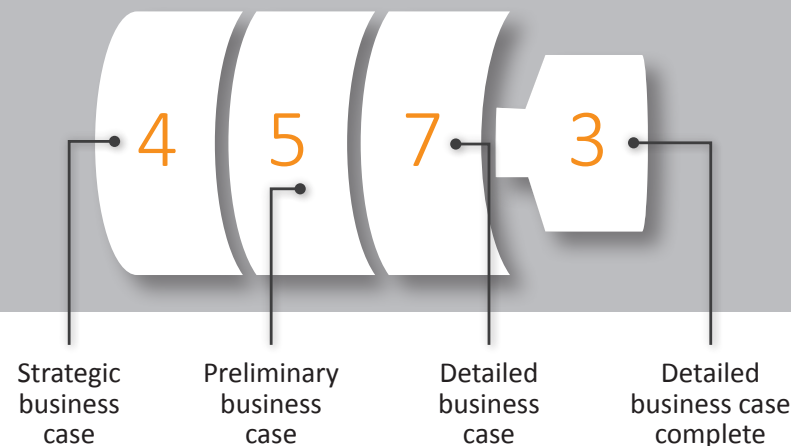 4
5
7
3
Strategic
business
case
Preliminary
business
case
Detailed
business
case
Detailed
business case
complete